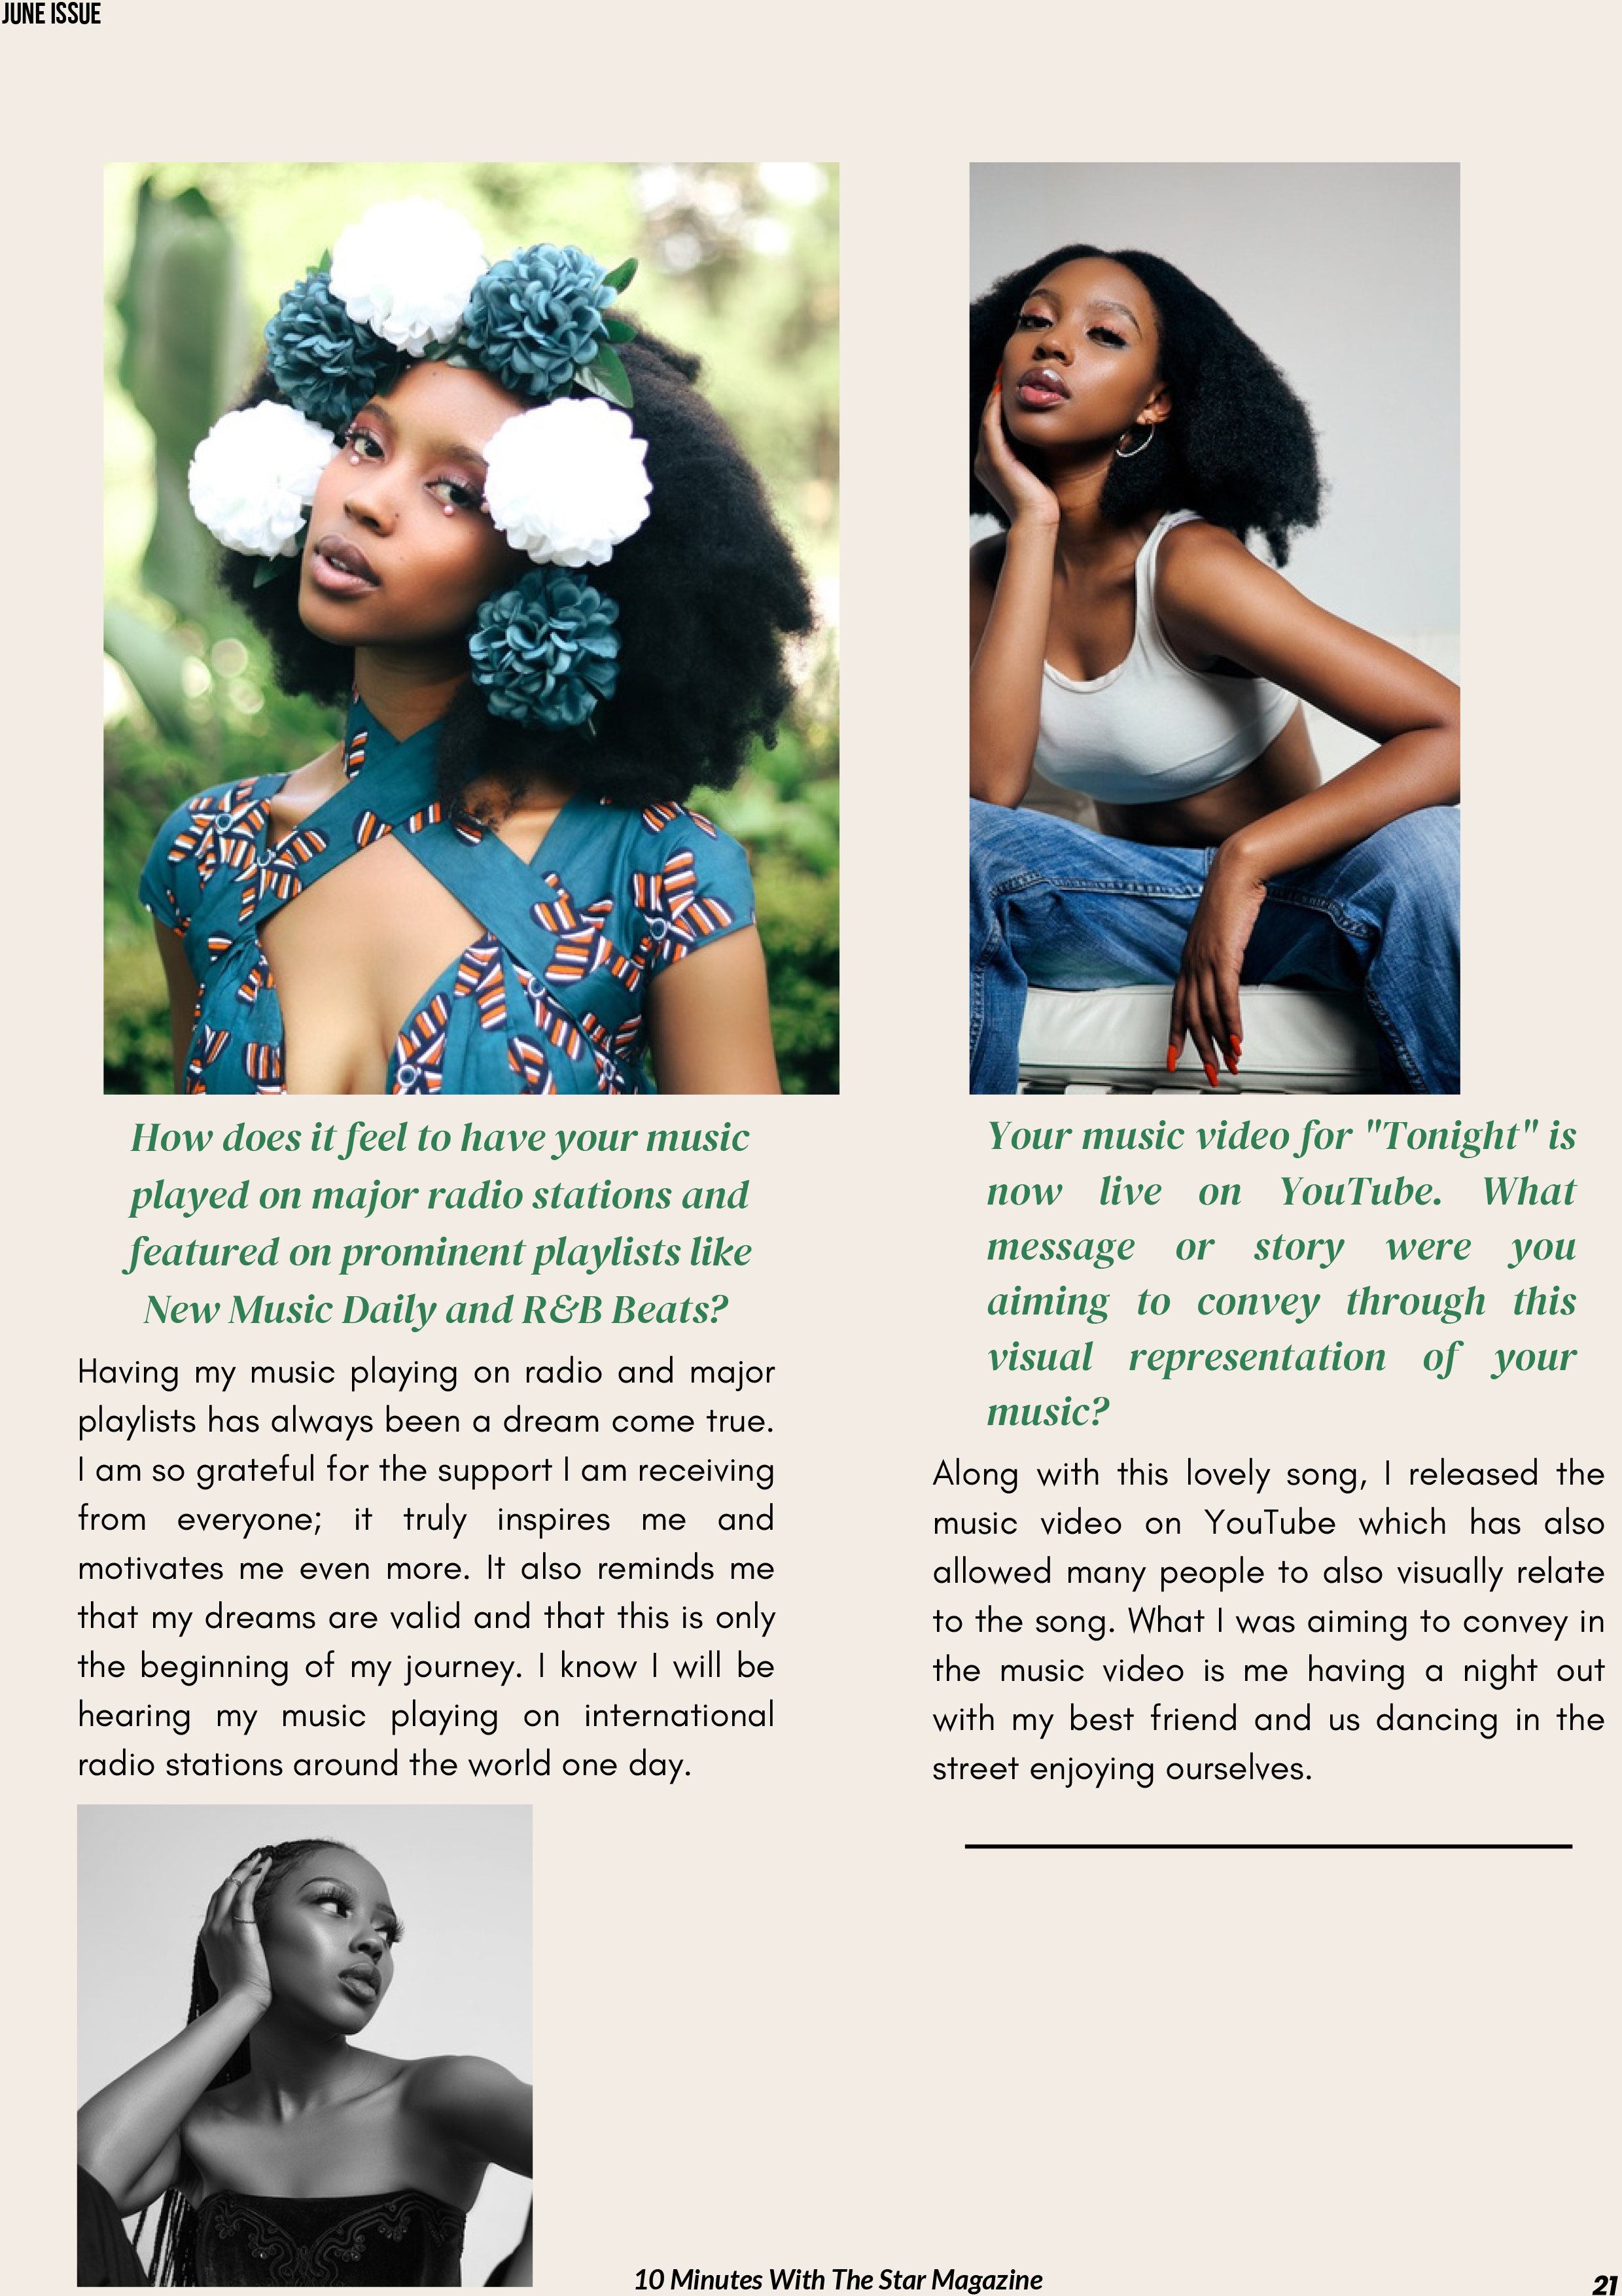 JUNE ISSUE
How does it feel to have your music
played on major radio stations and
featured on prominent playlists like
New Music Daily and R&B Beats?
Having my music playing on radio and major
playlists has always been a dream come true.
I am so grateful for the support I am receiving
from everyone; it truly inspires me and
motivates me even more. It also reminds me
that my dreams are valid and that this is only
the beginning of my journey. I know I will be
hearing my music playing on international
radio stations around the world one day.
Your music video for "Tonight" is
now live on YouTube. What
message or story were you
aiming to convey through this
visual representation of your
music?
Along with this lovely song, I released the
music video on YouTube which has also
allowed many people to also visually relate
to the song. What I was aiming to convey in
the music video is me having a night out
with my best friend and us dancing in the
street enjoying ourselves.
10 Minutes With The Star Magazine
21